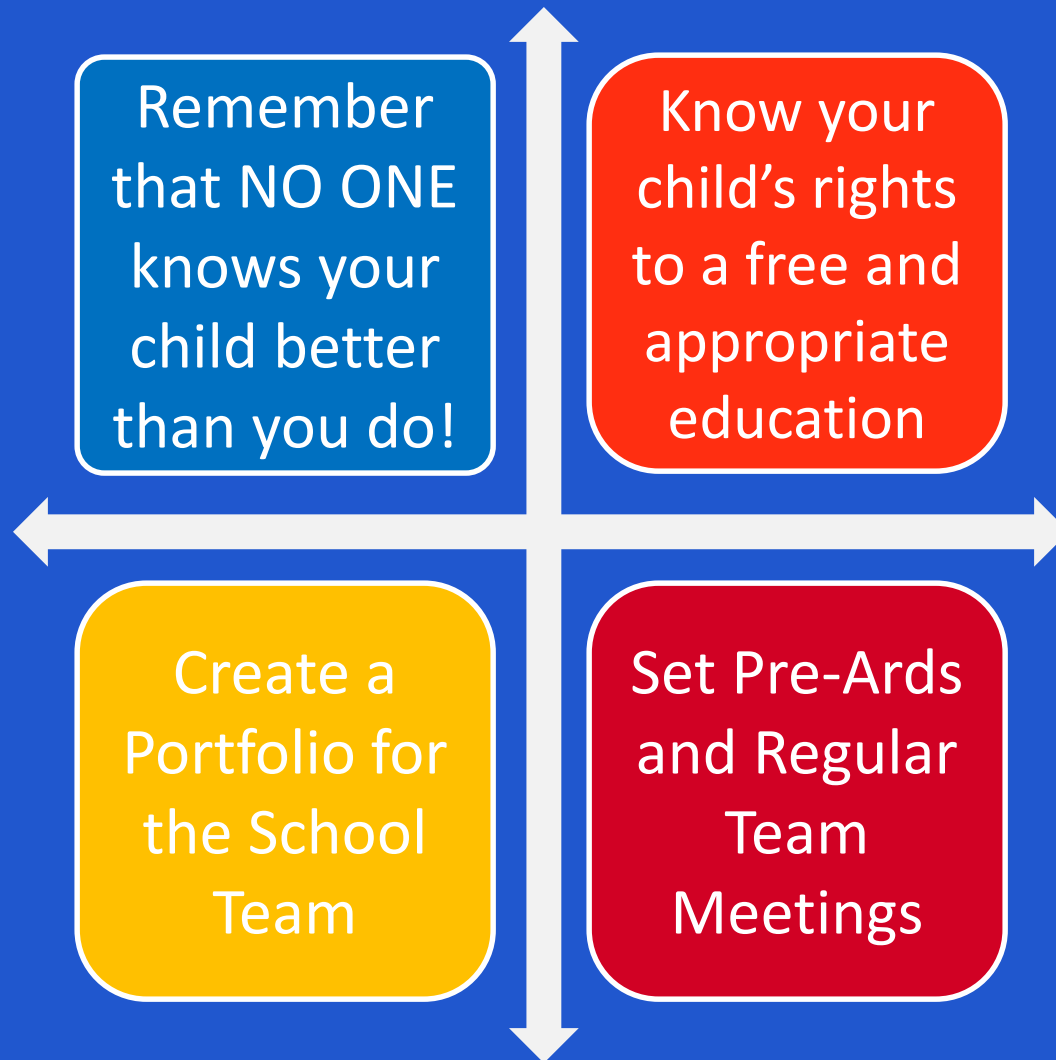 Remember
that NO ONE
knows your
child better
than you do!
Know your
child’s rights
to a free and
appropriate
education
Create a
Portfolio for
the School
Team
Set Pre-Ards
and Regular
Team
Meetings